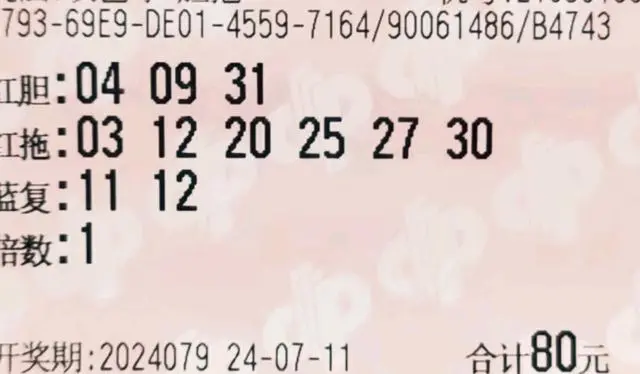 793-69E9-DE01-4559-7164/90061486/B4743
红胆:04 09 31
红拖:03 12 20 25 27 30
蓝复:11 12
倍数:1
开奖期:2024079 24-07-11 合计80元